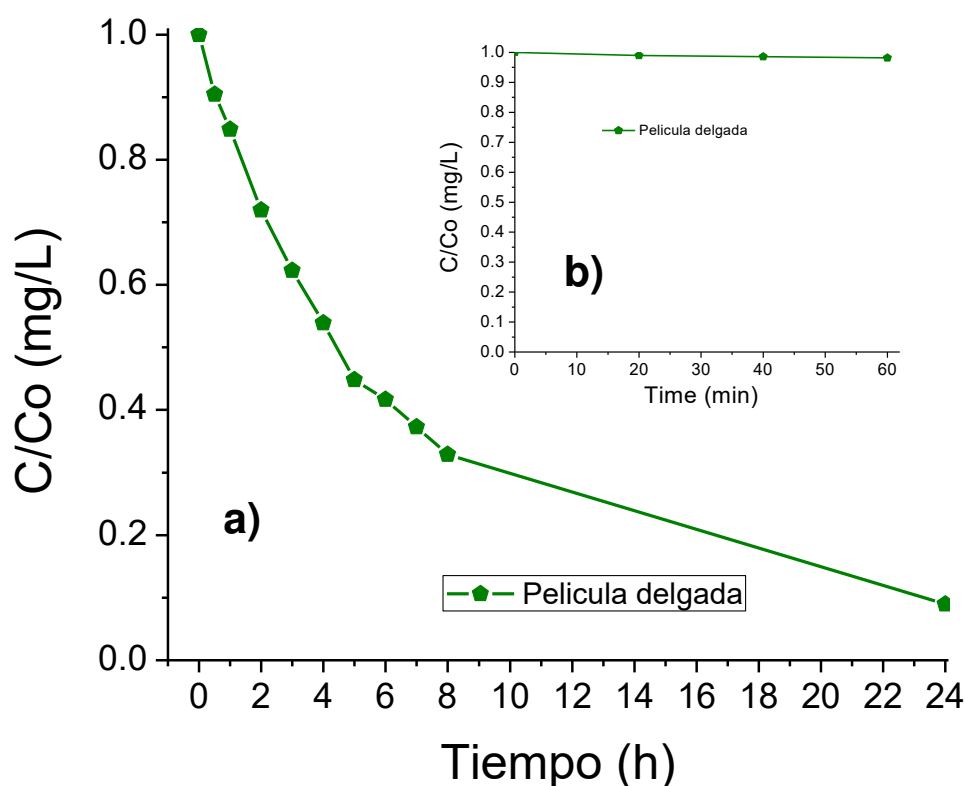 C/Co (mg/L)
1.0
0.8
0.6
0.4
0.2
0.0
0 2 4 6 8 10 12 14 16 18 20 22 24
Tiempo (h)
a)
Pelicula delgada
C/Co (mg/L)
1.0
0.9
0.8
0.7
0.6
0.5
0.4
0.3
0.2
0.1
0.0
0 10 20 30 40 50 60
Time (min)
Pelicula delgada
b)